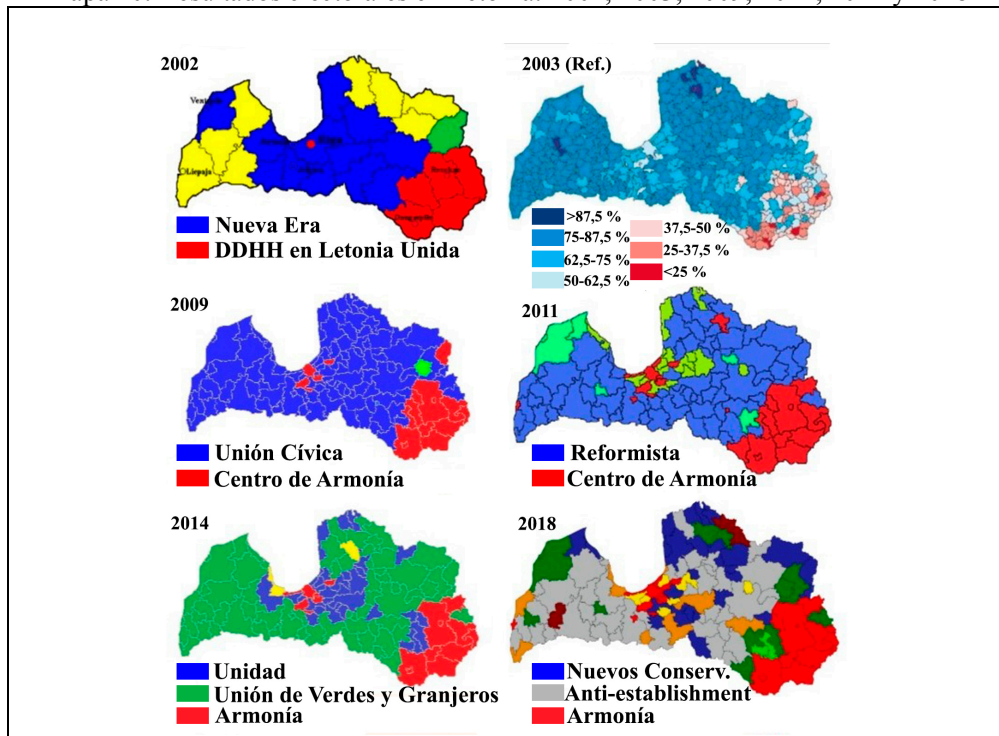 2002
2003 (Ref.)
Liepaja
Nueva Era
DDHH en Letonia Unida
>87,5 %
75-87,5 %
62,5-75 %
50-62,5 %
37,5-50 %
25-37,5 %
<25 %
2009
2011
Unión Cívica
Centro de Armonía
Reformista
Centro de Armonía
2014
2018
Unidad
Unión de Verdes y Granjeros
Armonía
Nuevos Conserv.
Anti-establishment
Armonía